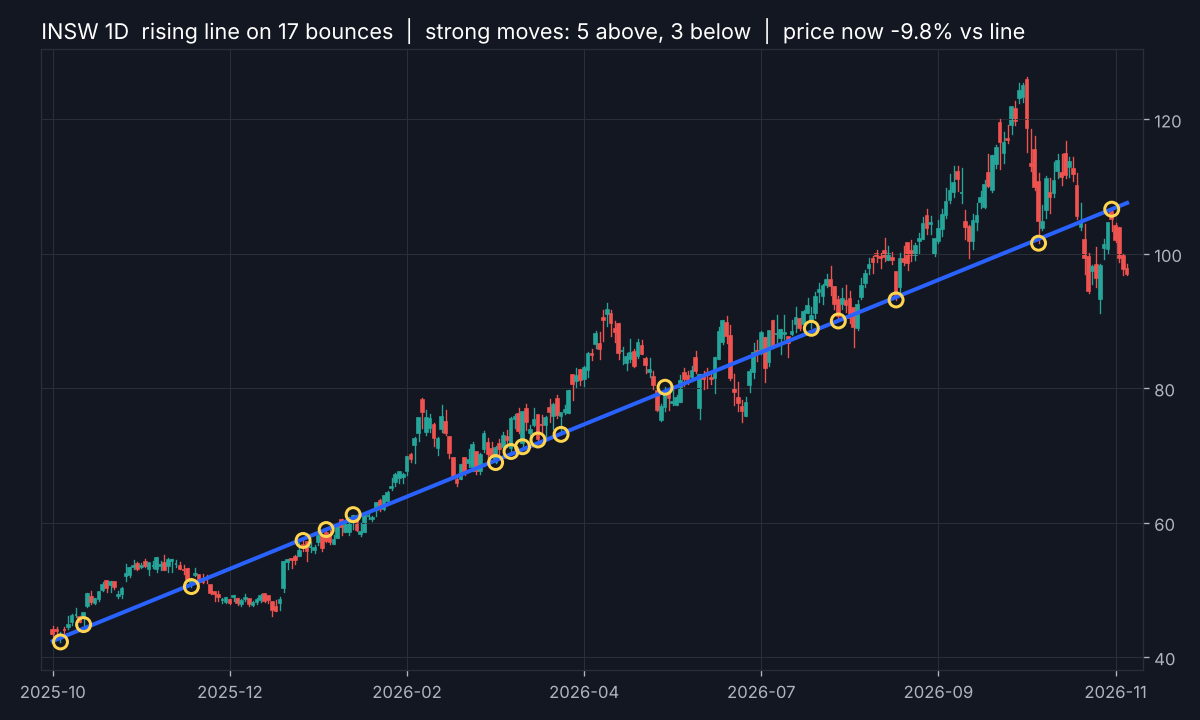 INSW 1D  rising line on 17 bounces  |  strong moves: 5 above, 3 below  |  price now -9.8% vs line
120
100
80
60
40
2025-10 2025-12 2026-02 2026-04 2026-07 2026-09 2026-11